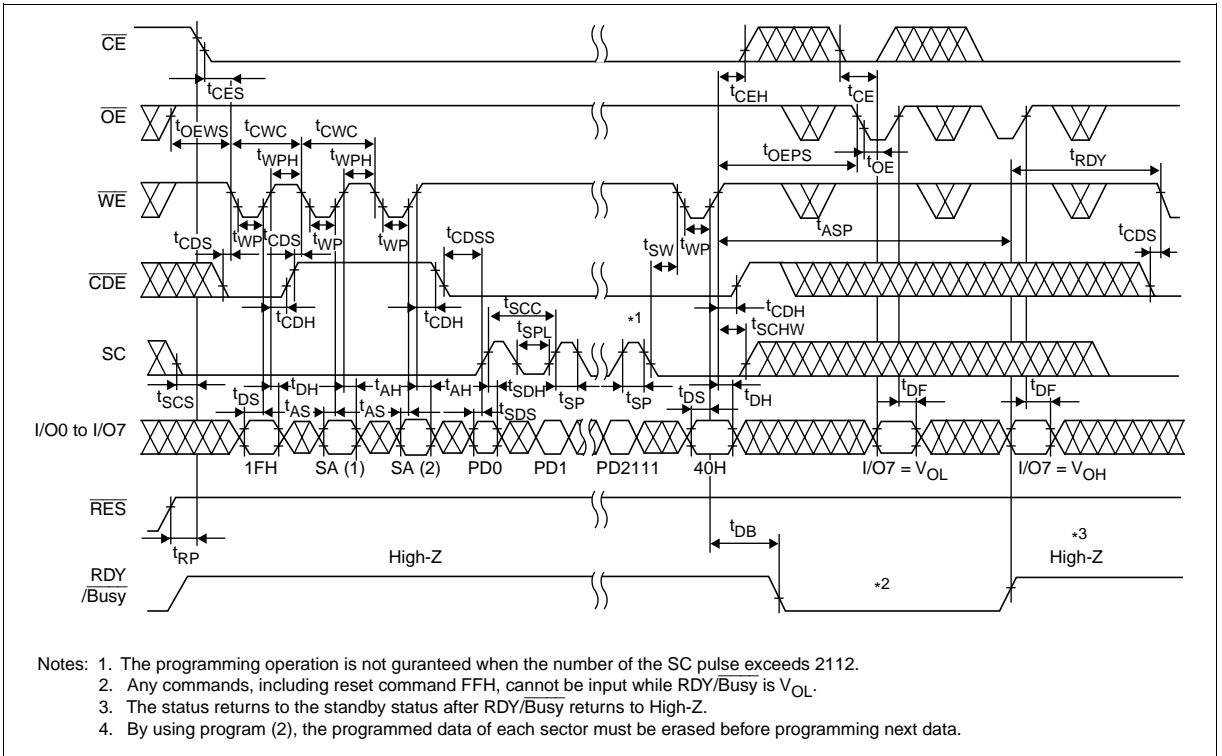 CE
tCES
tCEH
tCE
OE
tOEWS
tCWC
tCWC
tWPH
tWPH
tOEPS
tOE
tRDY
WE
tCDS
tWP
tCDS
tWP
tWP
tCDSS
tSW
tWP
tASP
tCDS
CDE
tCDH
tCDH
tSCC
*1
tCDH
tSPL
tSCHW
SC
tSCS
tDS
tDH
tAS
tAH
tAS
tAH
tSDH
tSDS
tSP
tSP
tDS
tDH
tDF
tDF
I/O0 to I/O7
1FH
SA (1)
SA (2)
PD0
PD1
PD2111
40H
I/O7 = VOL
I/O7 = VOH
RES
tRP
High-Z
tDB
*3
High-Z
RDY
/Busy
*2
Notes: 1. The programming operation is not guranteed when the number of the SC pulse exceeds 2112.
2. Any commands, including reset command FFH, cannot be input while RDY/Busy is VOL.
3. The status returns to the standby status after RDY/Busy returns to High-Z.
4. By using program (2), the programmed data of each sector must be erased before programming next data.